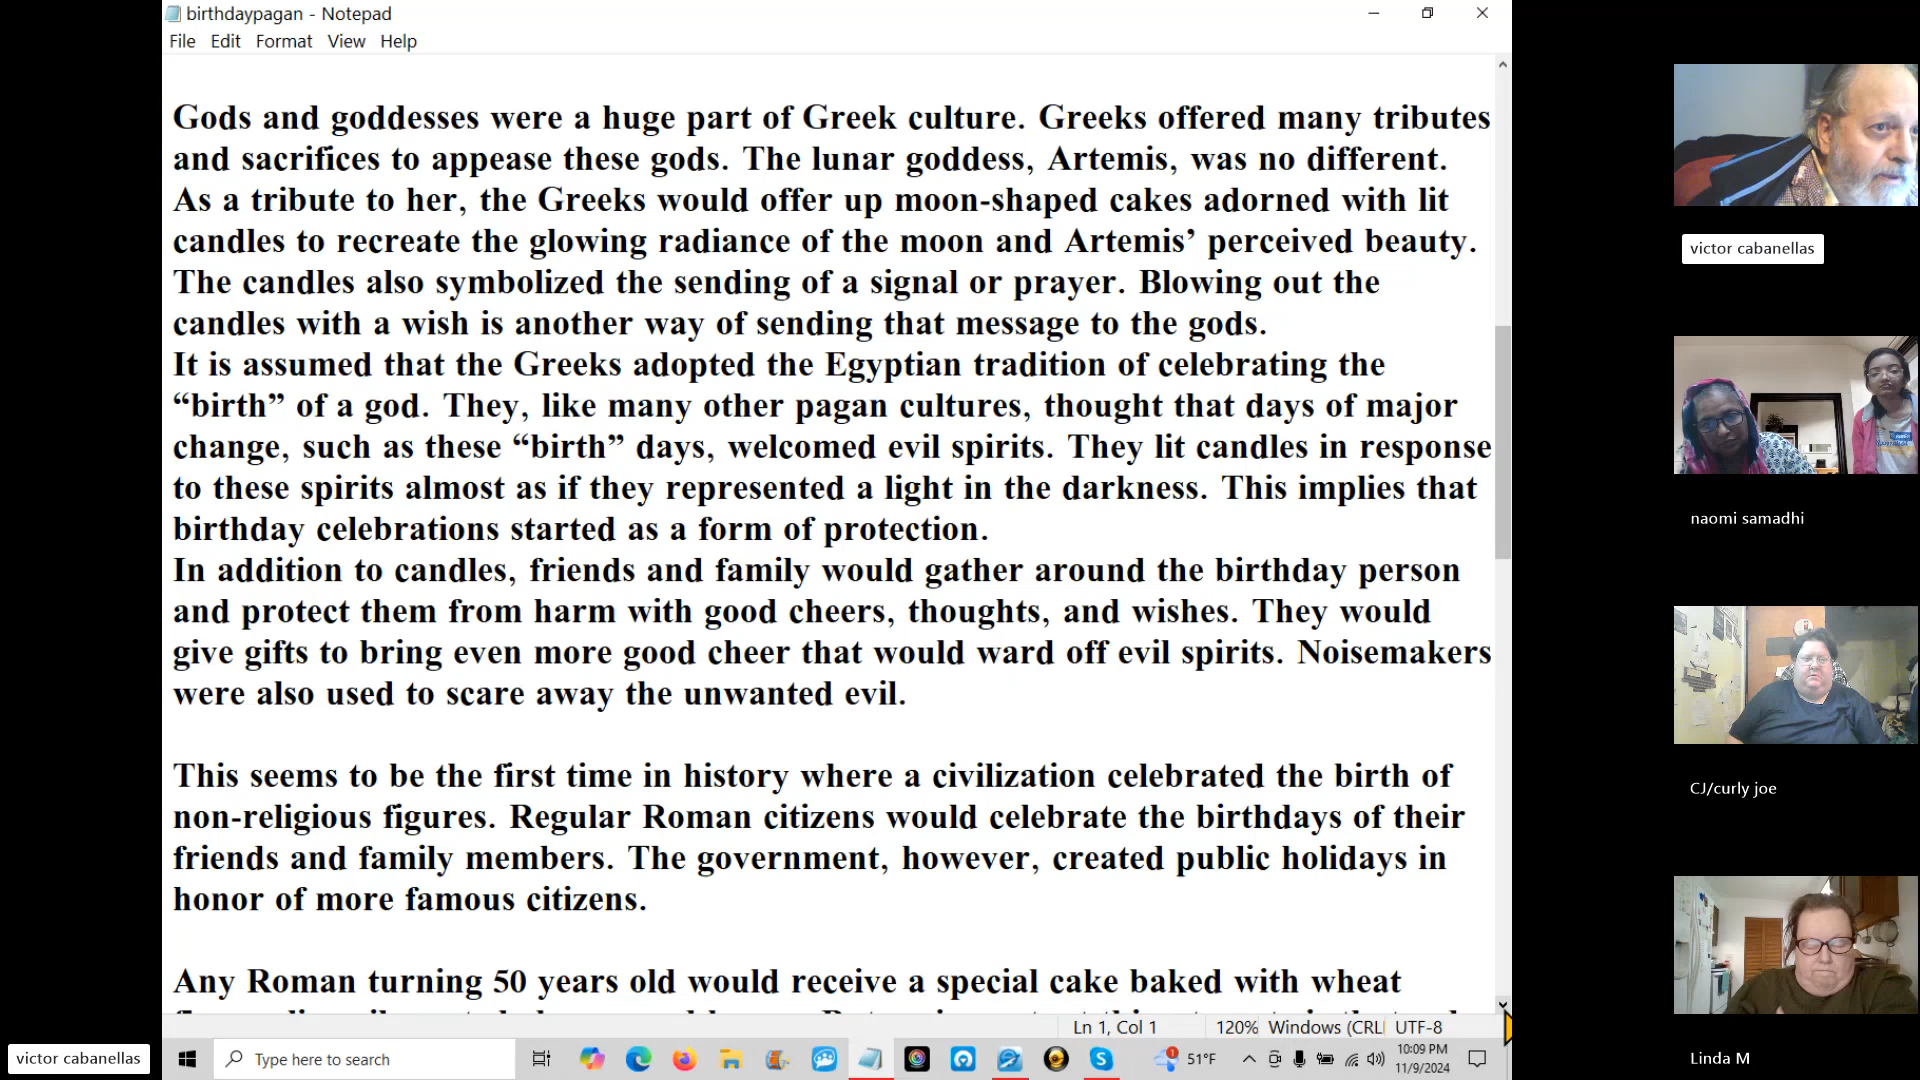 birthdaypagan - Notepad
File Edit Format View Help
Gods and goddesses were a huge part of Greek culture. Greeks offered many tributes
and sacrifices to appease these gods. The lunar goddess, Artemis, was no different.
As a tribute to her, the Greeks would offer up moon-shaped cakes adorned with lit
candles to recreate the glowing radiance of the moon and Artemis’ perceived beauty.
The candles also symbolized the sending of a signal or prayer. Blowing out the
candles with a wish is another way of sending that message to the gods.
It is assumed that the Greeks adopted the Egyptian tradition of celebrating the
“birth” of a god. They, like many other pagan cultures, thought that days of major
change, such as these “birth” days, welcomed evil spirits. They lit candles in response
to these spirits almost as if they represented a light in the darkness. This implies that
birthday celebrations started as a form of protection.
In addition to candles, friends and family would gather around the birthday person
and protect them from harm with good cheers, thoughts, and wishes. They would
give gifts to bring even more good cheer that would ward off evil spirits. Noisemakers
were also used to scare away the unwanted evil.
This seems to be the first time in history where a civilization celebrated the birth of
non-religious figures. Regular Roman citizens would celebrate the birthdays of their
friends and family members. The government, however, created public holidays in
honor of more famous citizens.
Any Roman turning 50 years old would receive a special cake baked with wheat
Ln 1, Col 1 120% Windows (CRL UTF-8
Type here to search
1
51°F
10:09 PM
11/9/2024
victor cabanellas
victor cabanellas
naomi samadhi
CJ/curly joe
Linda M